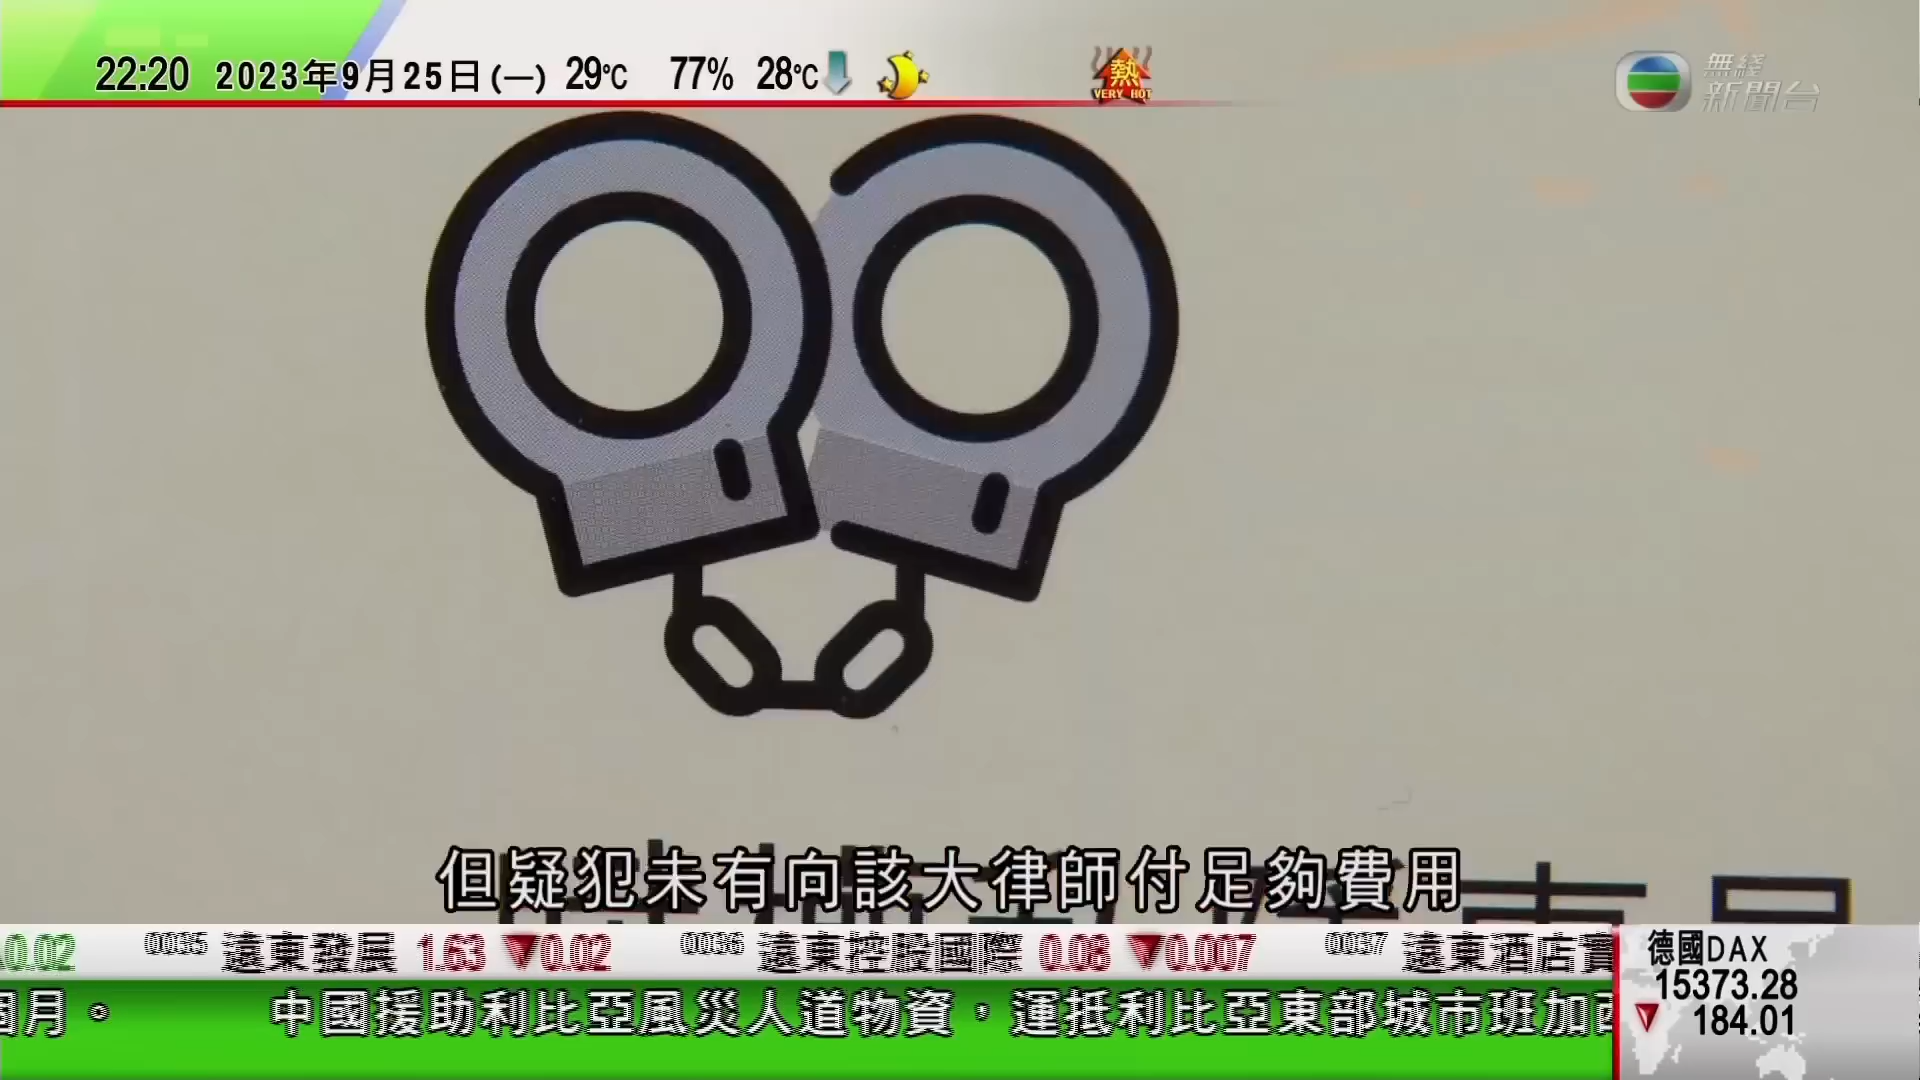 22:20 2023年9月25日(一) 29℃ 77% 28℃
熱
VERY HOT
無綫
新聞台
但疑犯未有向該大律師付足夠費用
0.02 0035 遠東發展 1.63 ▼0.02 0036 遠東控股國際 0.08 ▼0.007 0037 遠東酒店實
個月。 中國援助利比亞風災人道物資，運抵利比亞東部城市班加西
德國DAX
15373.28
▼ 184.01